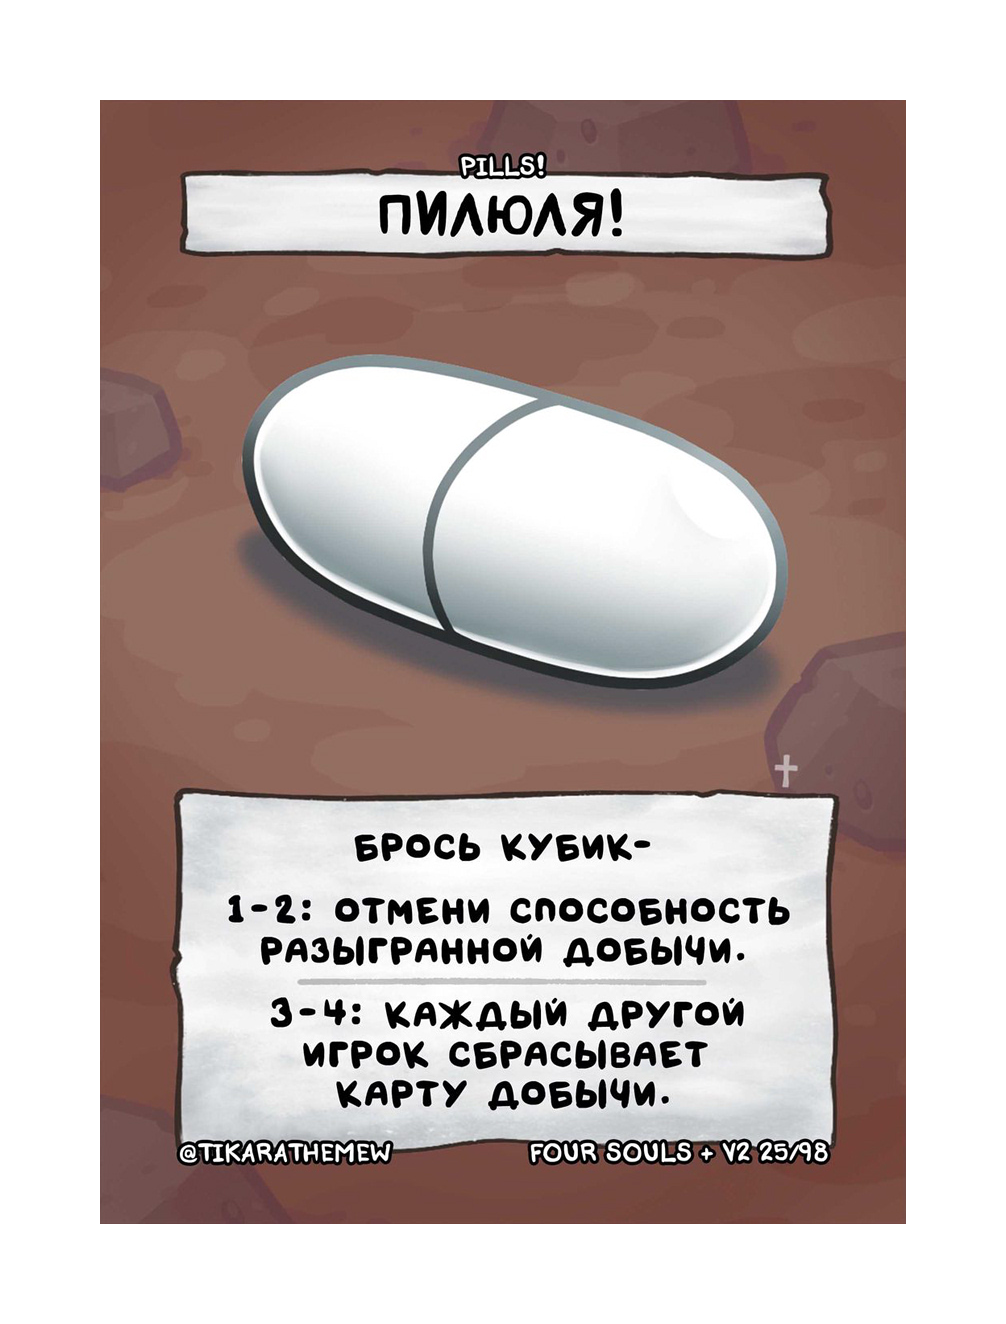 PILLS!
ПИЛЮЛЯ!
БРОСЬ КУБИК-
1-2: ОТМЕНИ СПОСОБНОСТЬ
РАЗЫГРАННОЙ ДОБЫЧИ.
3-4: КАЖДЫЙ ДРУГОЙ
ИГРОК СБРАСЫВАЕТ
КАРТУ ДОБЫЧИ.
@TIKARATHEMEW FOUR SOULS + V2 25/98